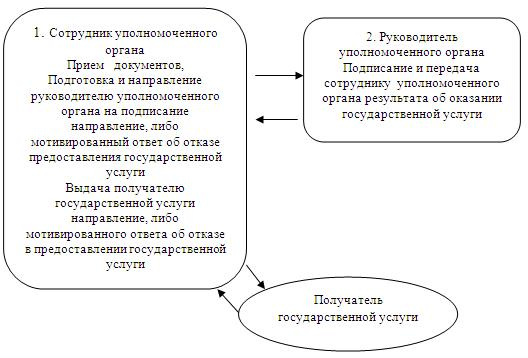 1. Сотрудник уполномоченного
органа
Прием документов,
Подготовка и направление
руководителю уполномоченного
органа на подписание
направление, либо
мотивированный ответ об отказе
предоставления государственной
услуги
Выдача получателю
государственной услуги
направление, либо
мотивированного ответа об отказе
в предоставлении государственной
услуги
2. Руководитель
уполномоченного органа
Подписание и передача
сотруднику уполномоченного
органа результата об оказании
государственной услуги
Получатель
государственной услуги